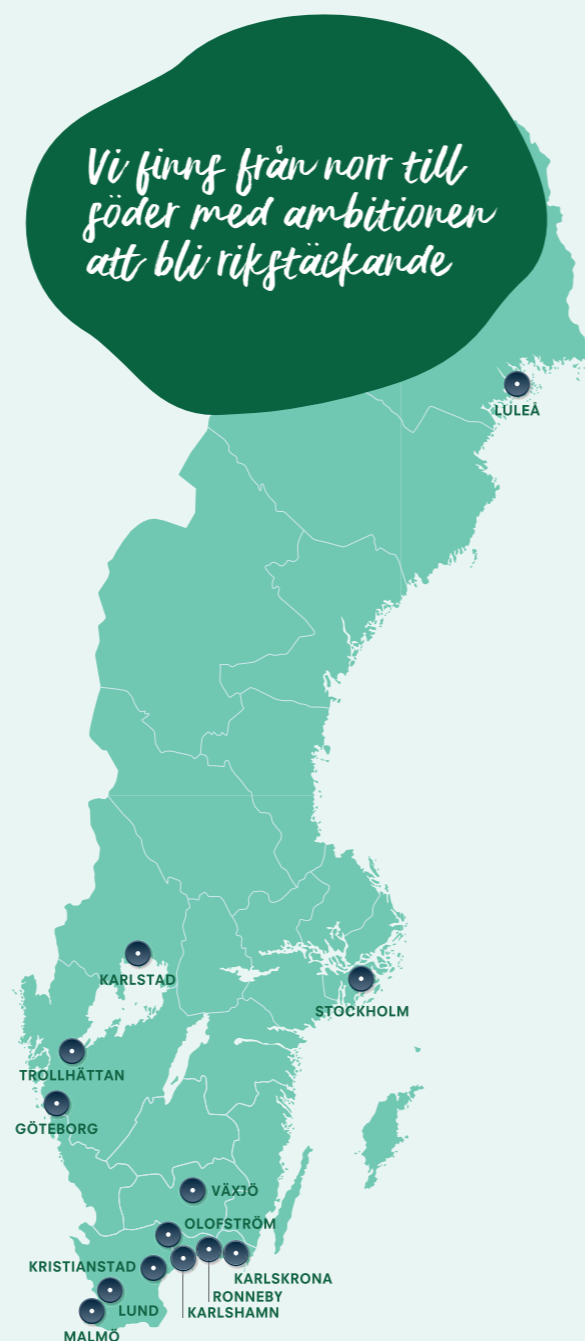 Vi finns från norr till
söder med ambitionen
att bli rikstäckande
LULEÅ
KARLSTAD
STOCKHOLM
TROLLHÄTTAN
GÖTEBORG
VÄXJÖ
OLOFSTRÖM
KRISTIANSTAD
KARLSKRONA
RONNEBY
KARLSHAMN
LUND
MALMÖ